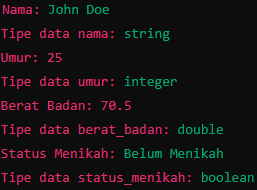 Nama: John Doe
Tipe data nama: string
Umur: 25
Tipe data umur: integer
Berat Badan: 70.5
Tipe data berat_badan: double
Status Menikah: Belum Menikah
Tipe data status_menikah: boolean